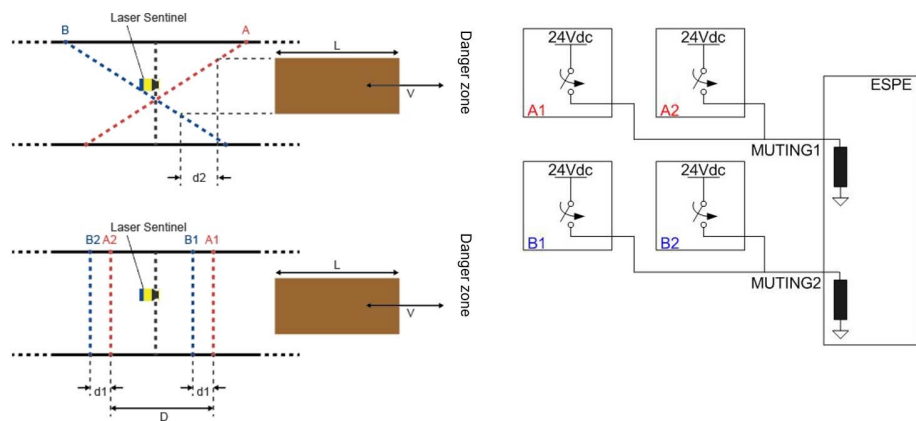 Laser Sentinel
B
A
L
V
Danger zone
d2
Laser Sentinel
B2 A2
B1 A1
L
V
Danger zone
d1
d1
D
24Vdc
24Vdc
ESPE
A1
A2
MUTING1
24Vdc
24Vdc
B1
B2
MUTING2